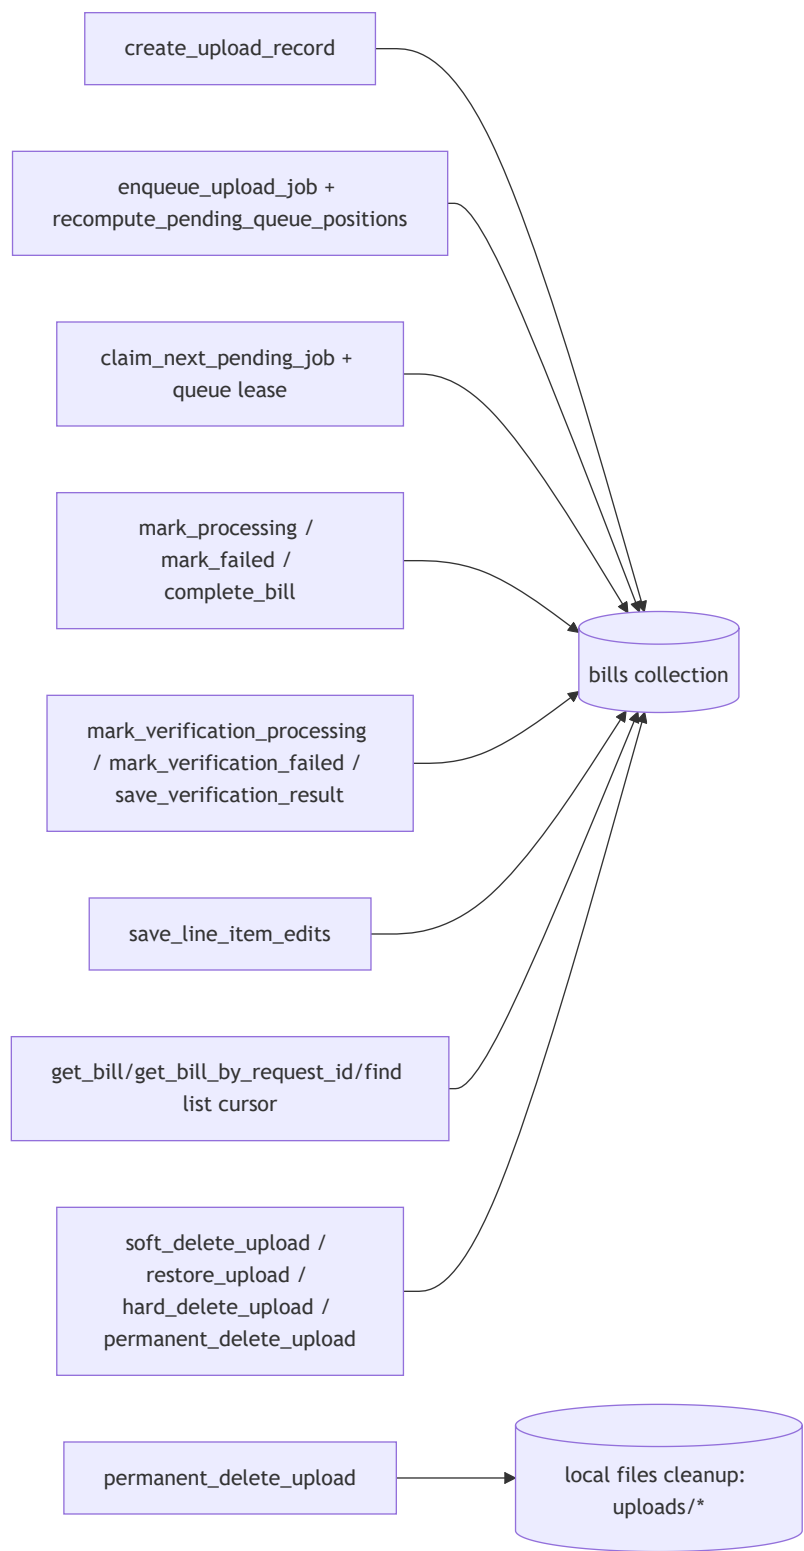 create_upload_record
enqueue_upload_job +
recompute_pending_queue_positions
claim_next_pending_job +
queue lease
mark_processing /
mark_failed /
complete_bill
bills collection
mark_verification_processing
/ mark_verification_failed /
save_verification_result
save_line_item_edits
get_bill/get_bill_by_request_id/find
list cursor
soft_delete_upload /
restore_upload /
hard_delete_upload /
permanent_delete_upload
permanent_delete_upload
local files cleanup:
uploads/*